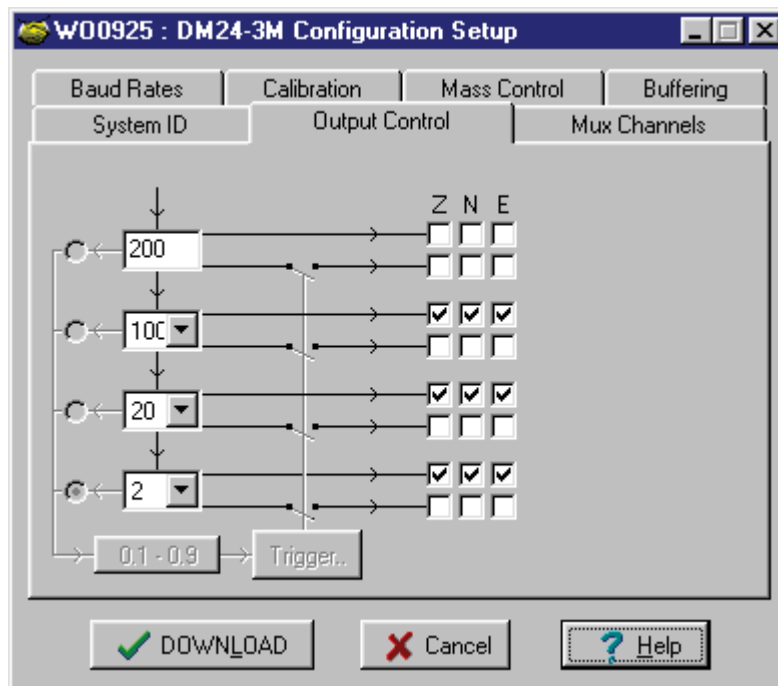 WO0925 : DM24-3M Configuration Setup
Baud Rates
Calibration
Mass Control
Buffering
System ID
Output Control
Mux Channels
Z N E
200
100
20
2
0.1 - 0.9
Trigger..
DOWNLOAD
Cancel
Help